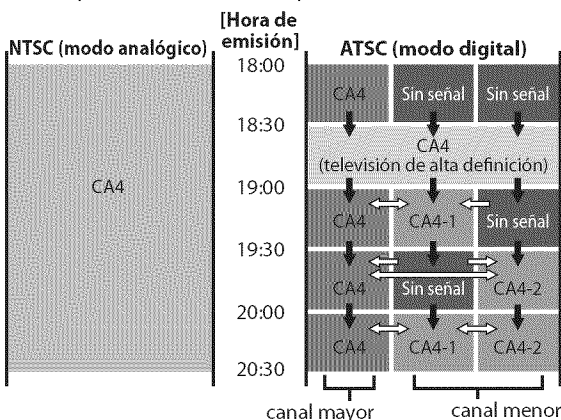 [Hora de
emisión]
NTSC (modo analógico)
ATSC (modo digital)
18:00
CA4
Sin señal
Sin señal
18:30
CA4
(televisión de alta definición)
CA4
19:00
CA4
CA4-1
Sin señal
19:30
CA4
Sin señal
CA4-2
20:00
CA4
CA4-1
CA4-2
20:30
canal mayor
canal menor